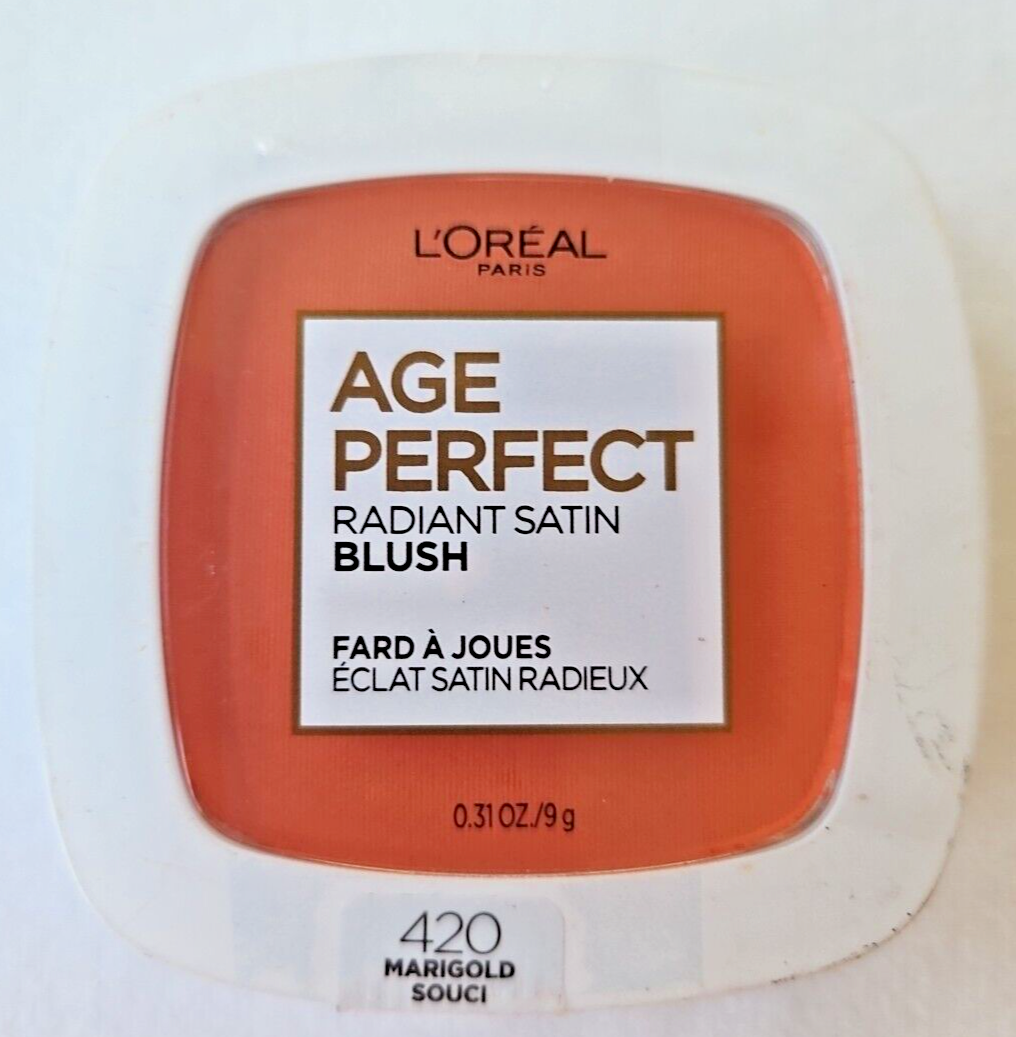 L'ORÉAL
PARIS
AGE
PERFECT
RADIANT SATIN
BLUSH
FARD À JOUES
ÉCLAT SATIN RADIEUX
0.31 OZ./9 g
420
MARIGOLD
SOUCI